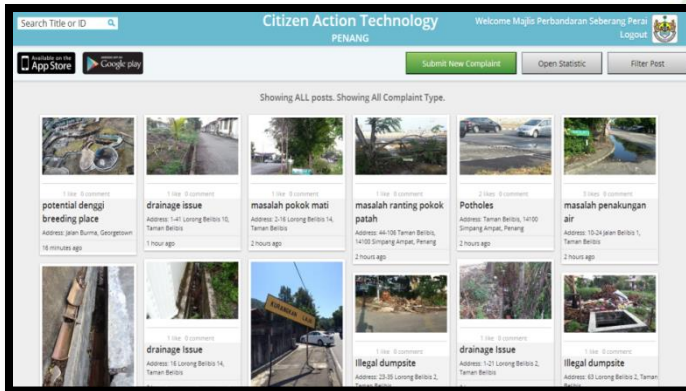 Search Title or ID
Citizen Action Technology
PENANG
Welcome Majlis Perbandaran Seberang Perai
Logout
Available on the
App Store
ANDROID APP ON
Google play
Submit New Complaint
Open Statistic
Filter Post
Showing ALL posts. Showing All Complaint Type.
1 like 0 comment
potential denggi
breeding place
Address: Jalan Burma, Georgetown
16 minutes ago
1 like 0 comment
drainage issue
Address: 1-41 Lorong Belibis 10,
Taman Belibis
1 hour ago
1 like 0 comment
masalah pokok mati
Address: 2-16 Lorong Belibis 14,
Taman Belibis
2 hours ago
1 like 0 comment
masalah ranting pokok
patah
Address: 44-106 Taman Belibis,
14100 Simpang Ampat, Penang
2 hours ago
2 likes 0 comment
Potholes
Address: Taman Belibis, 14100
Simpang Ampat, Penang
2 hours ago
3 likes 0 comment
masalah penakungan
air
Address: 10-24 Jalan Belibis 1,
Taman Belibis
2 hours ago
1 like 0 comment
drainage Issue
Address: 16 Lorong Belibis 14,
Taman Belibis
KURANGKAN LAJU
1 like 0 comment
Illegal dumpsite
Address: 23-35 Lorong Belibis 2,
Taman Belibis
1 like 0 comment
drainage Issue
Address: 1-21 Lorong Belibis 2,
Taman Belibis
1 like 0 comment
Illegal dumpsite
Address: 63 Lorong Belibis 2, Taman
Belibis